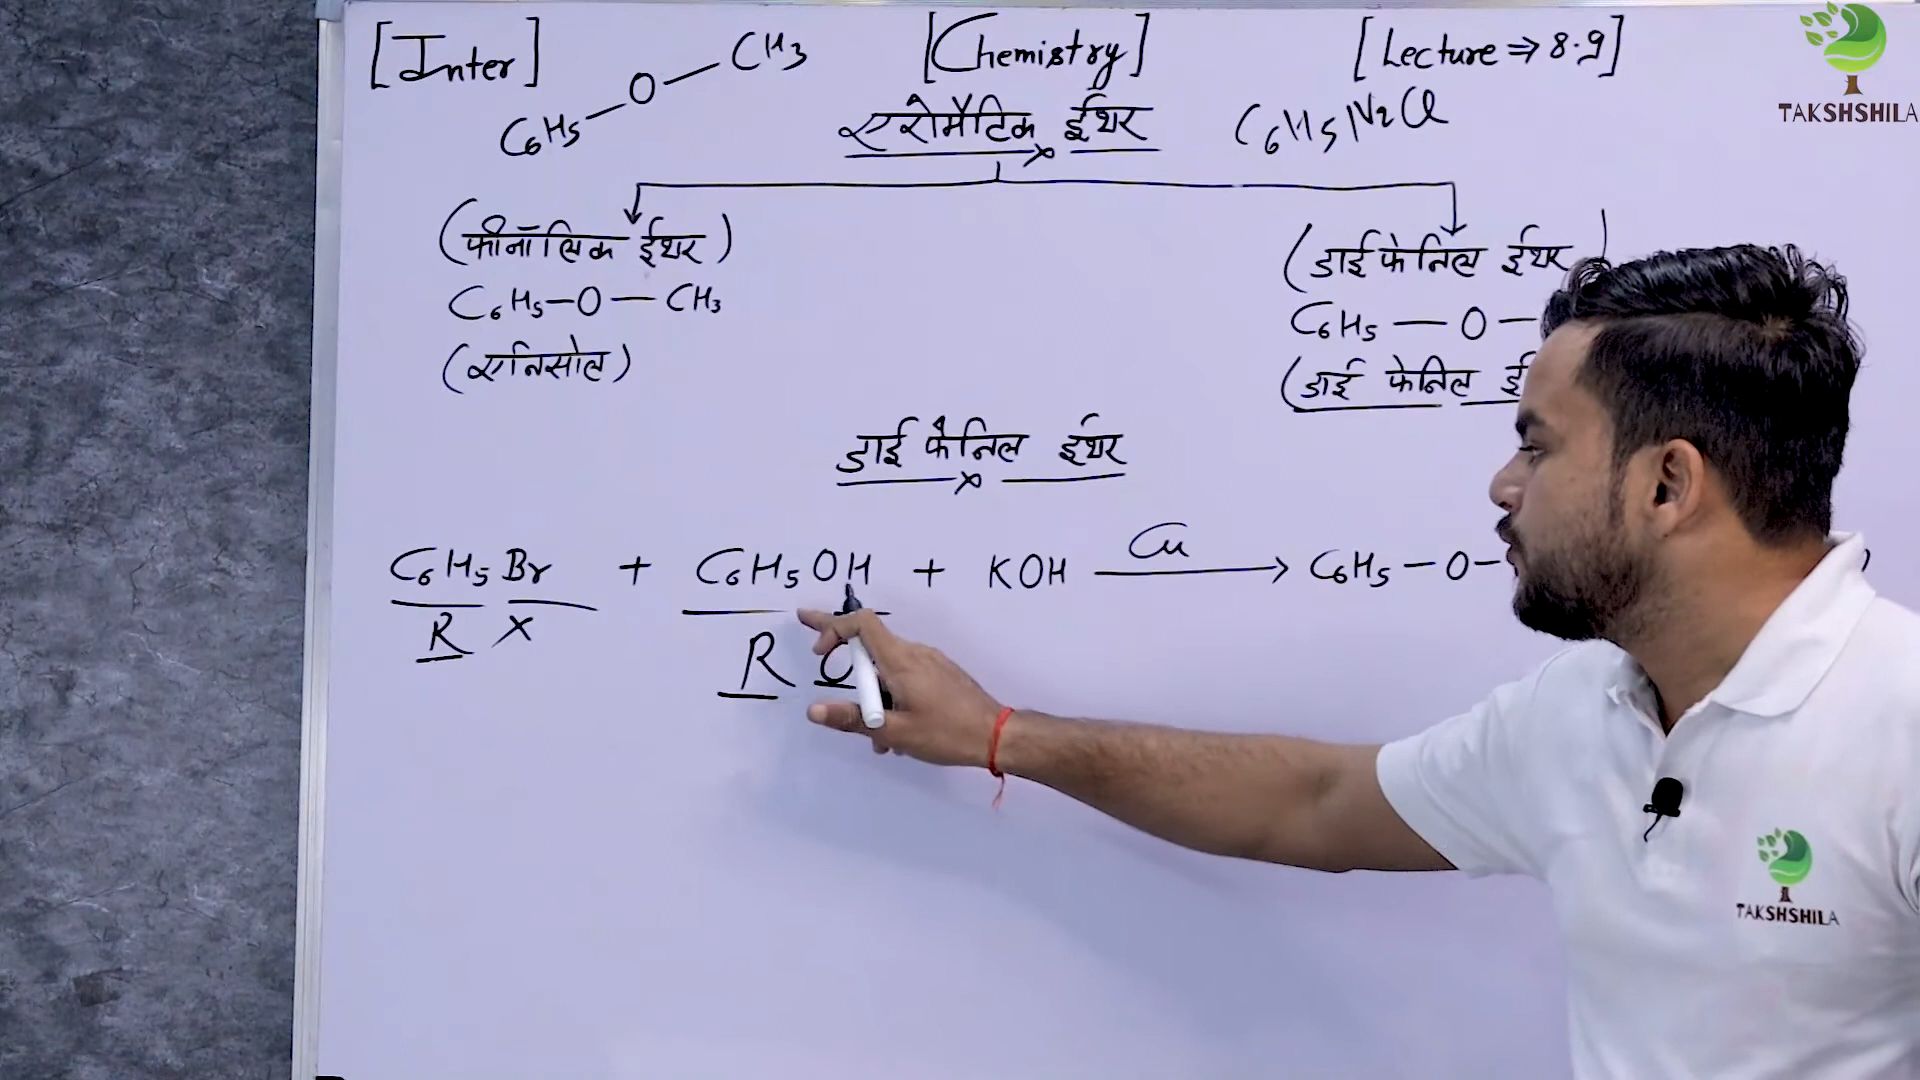 [Inter] [Chemistry] [Lecture ⇒ 8.9]
TAKSHSHILA
C6H5 O CH3
एरोमैटिक ईथर
C6H5N2Cl
(फीनॉलिक ईथर) (डाईफेनिल ईथर)
C6H5—O—CH3 C6H5—O—
(एनिसोल) (डाई फेनिल
डाई फेनिल ईथर
C6H5Br + C6H5OH + KOH Cu → C6H5—O—
R X R
TAKSHSHILA